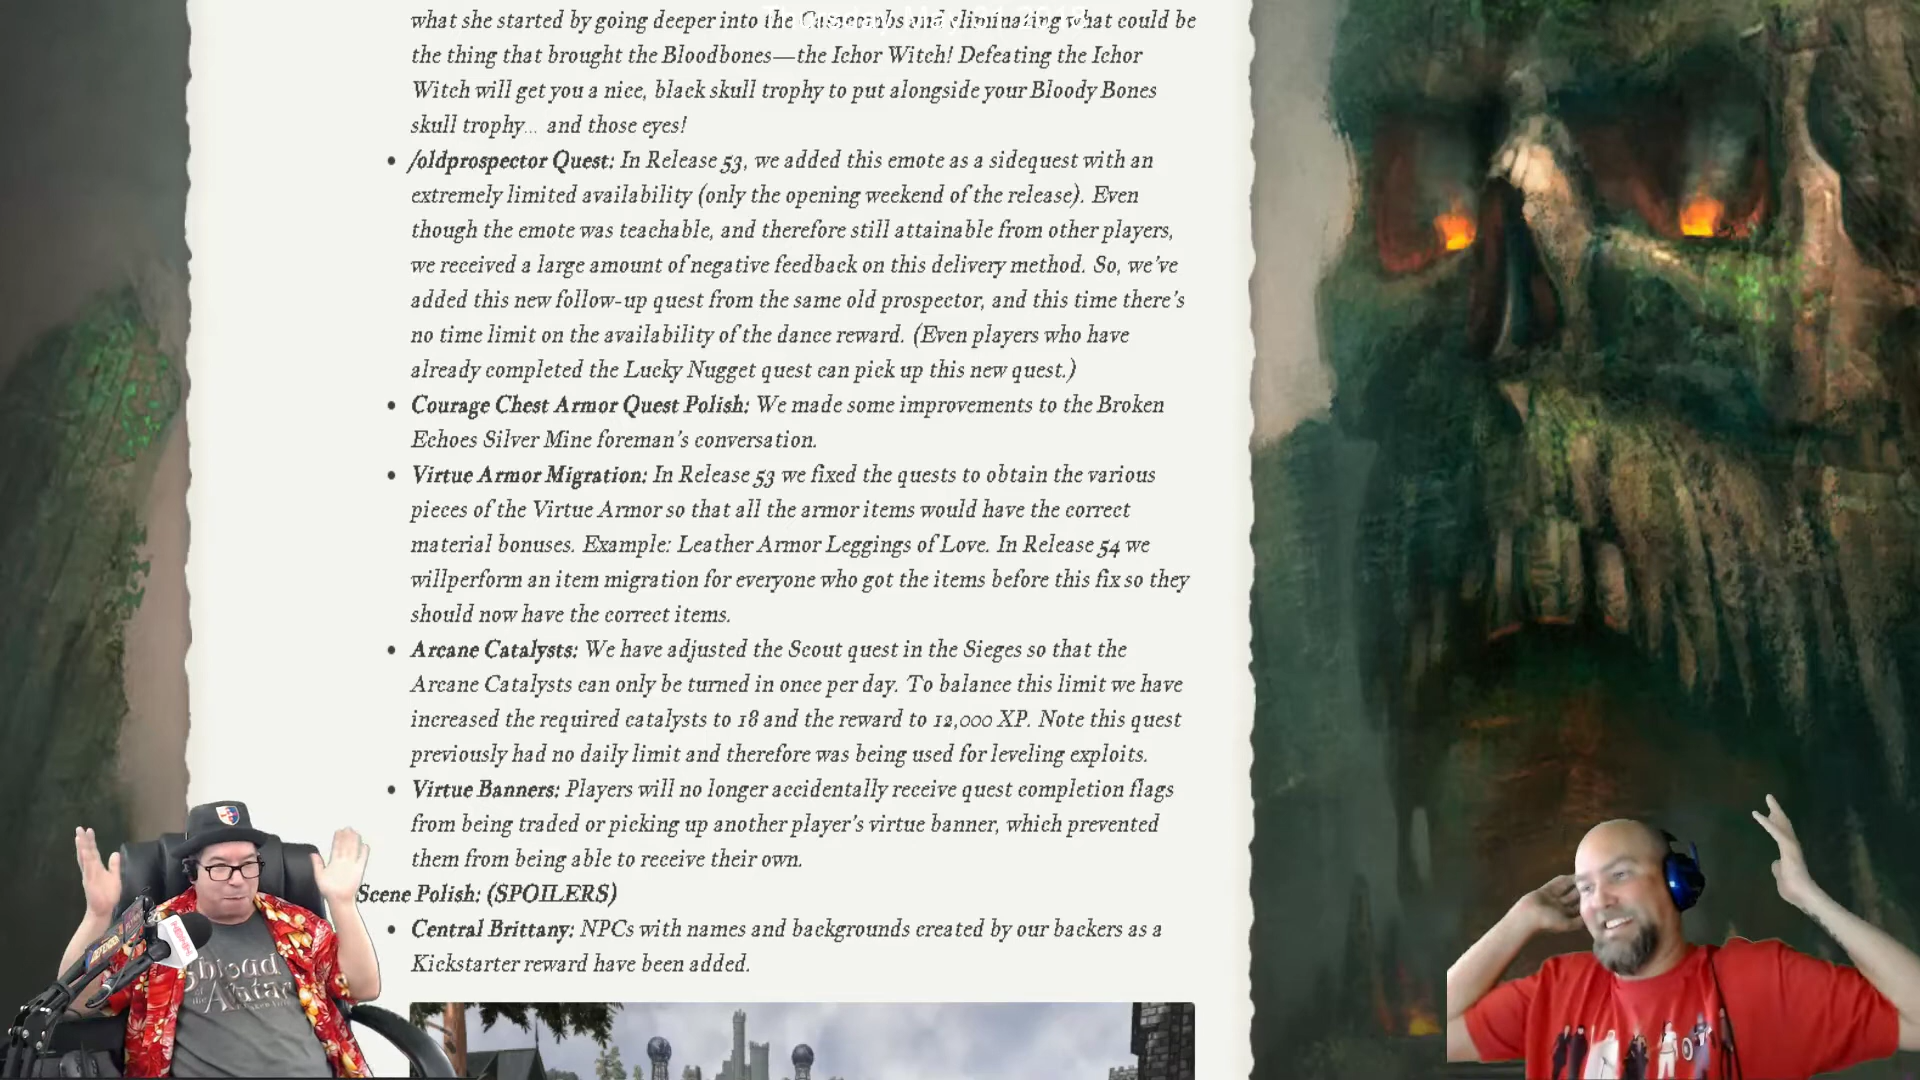 Thursday May 31 2018
what she started by going deeper into the Catacombs and eliminating what could be
the thing that brought the Bloodbones—the Ichor Witch! Defeating the Ichor
Witch will get you a nice, black skull trophy to put alongside your Bloody Bones
skull trophy... and those eyes!
• /oldprospector Quest: In Release 53, we added this emote as a sidequest with an
extremely limited availability (only the opening weekend of the release). Even
though the emote was teachable, and therefore still attainable from other players,
we received a large amount of negative feedback on this delivery method. So, we've
added this new follow-up quest from the same old prospector, and this time there's
no time limit on the availability of the dance reward. (Even players who have
already completed the Lucky Nugget quest can pick up this new quest.)
• Courage Chest Armor Quest Polish: We made some improvements to the Broken
Echoes Silver Mine foreman's conversation.
• Virtue Armor Migration: In Release 53 we fixed the quests to obtain the various
pieces of the Virtue Armor so that all the armor items would have the correct
material bonuses. Example: Leather Armor Leggings of Love. In Release 54 we
willperform an item migration for everyone who got the items before this fix so they
should now have the correct items.
• Arcane Catalysts: We have adjusted the Scout quest in the Sieges so that the
Arcane Catalysts can only be turned in once per day. To balance this limit we have
increased the required catalysts to 18 and the reward to 12,000 XP. Note this quest
previously had no daily limit and therefore was being used for leveling exploits.
• Virtue Banners: Players will no longer accidentally receive quest completion flags
from being traded or picking up another player's virtue banner, which prevented
them from being able to receive their own.
Scene Polish: (SPOILERS)
• Central Brittany: NPCs with names and backgrounds created by our backers as a
Kickstarter reward have been added.
Shroud
of the
Avatar